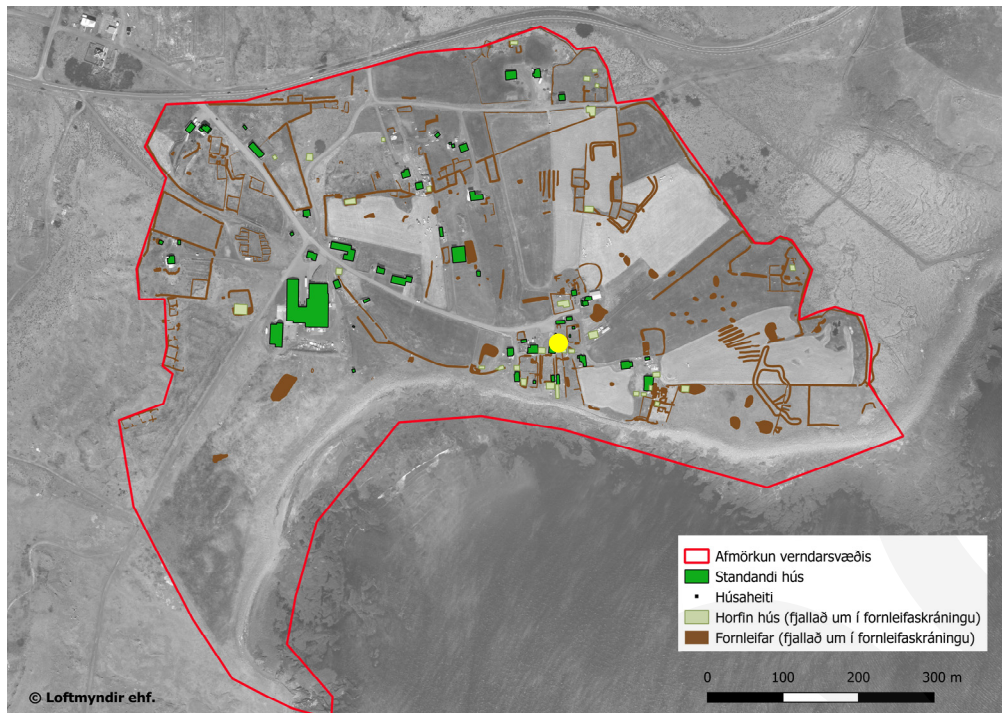 Afmörkun verndarsvæðis
Standandi hús
Húsaheiti
Horfin hús (fjallað um í fornleifaskráningu)
Fornleifar (fjallað um í fornleifaskráningu)
0 100 200 300 m
© Loftmyndir ehf.